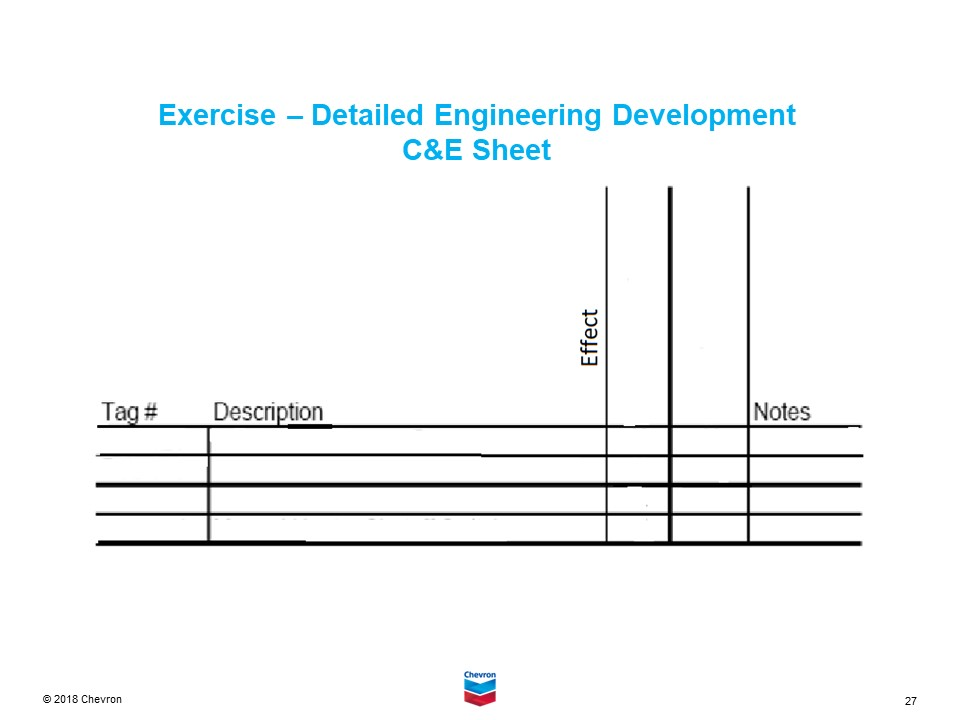 Exercise – Detailed Engineering Development
C&E Sheet
Effect
Tag #
Description
Notes
© 2018 Chevron
Chevron
27